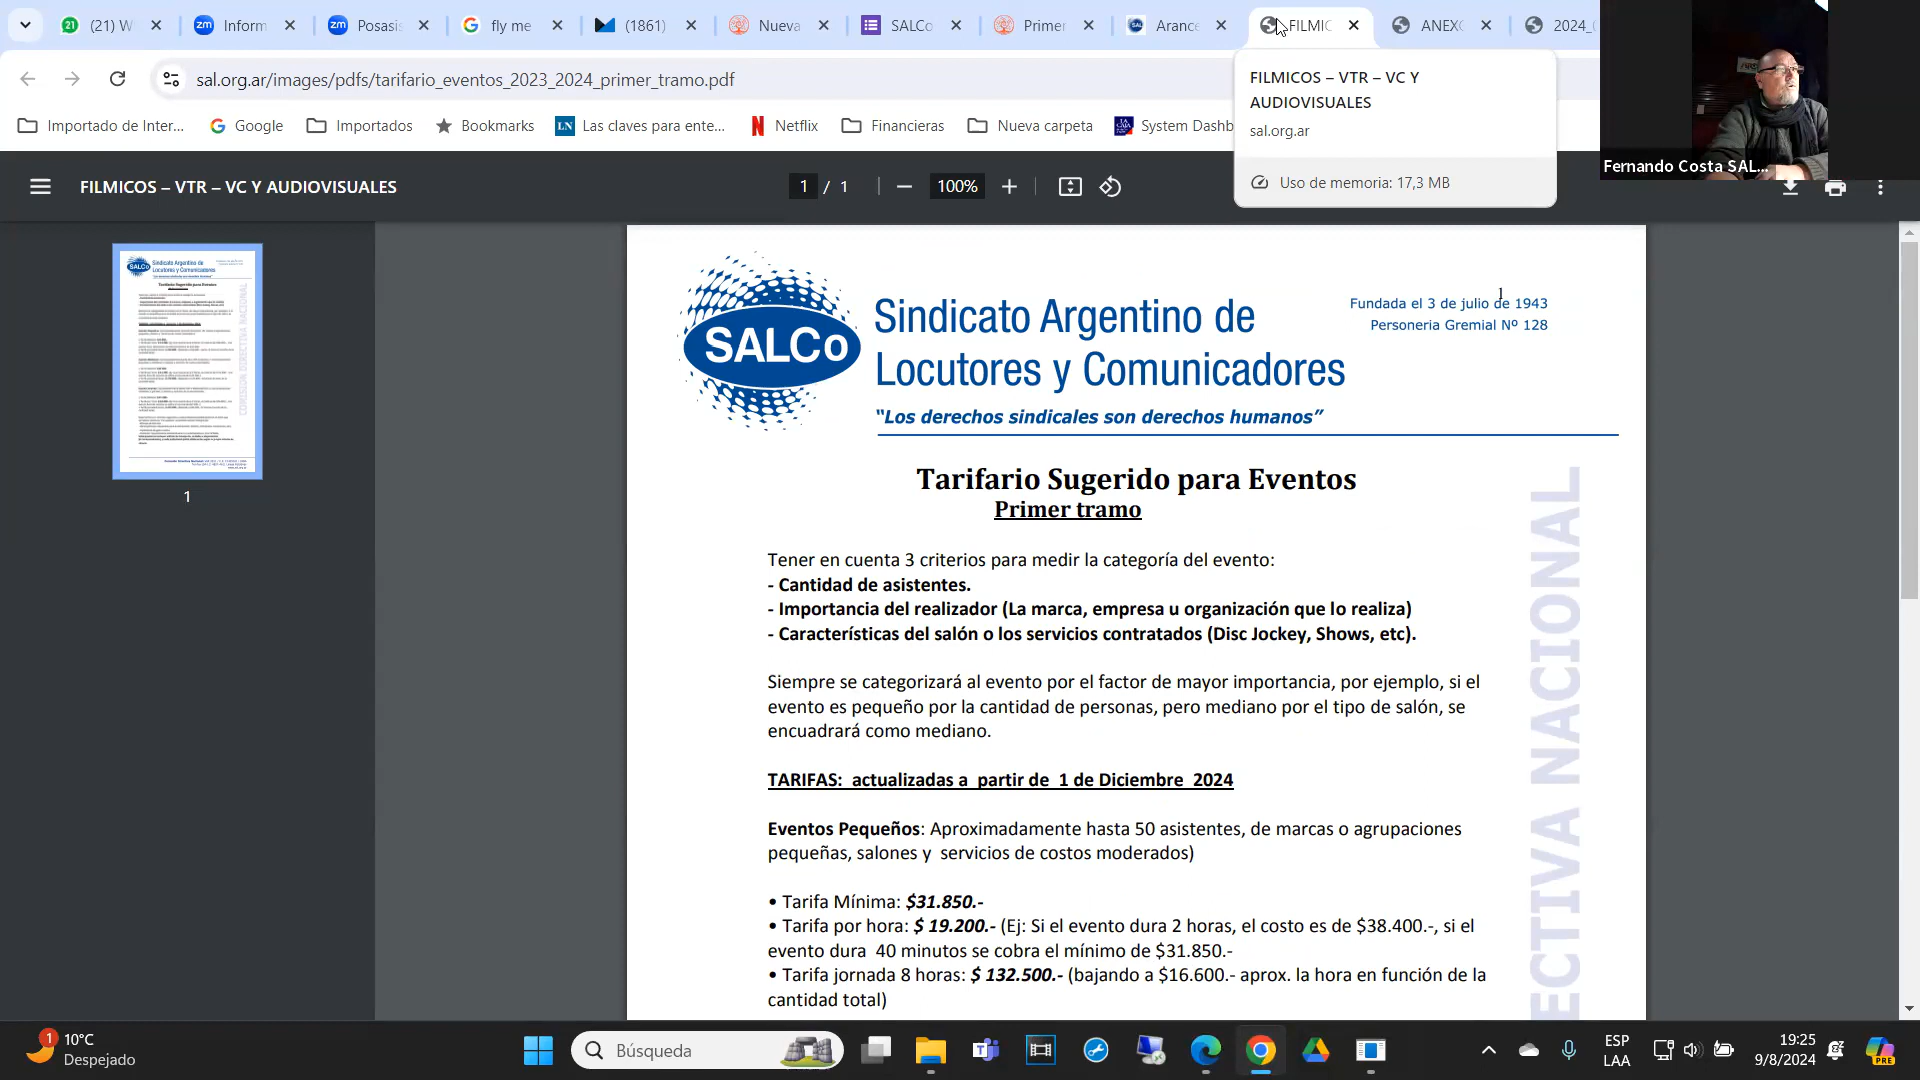 (21) W
Inform
Posasis
fly me
(1861)
Nueva
SALCo
Primer
Arance
FILMIC
ANEXO
2024_0
sal.org.ar/images/pdfs/tarifario_eventos_2023_2024_primer_tramo.pdf
FILMICOS – VTR – VC Y
AUDIOVISUALES
sal.org.ar
Uso de memoria: 17,3 MB
Importado de Inter...
Google
Importados
Bookmarks
Las claves para ente...
Netflix
Financieras
Nueva carpeta
System Dashb
Fernando Costa SAL...
FILMICOS – VTR – VC Y AUDIOVISUALES
1 / 1
100%
1
SALCo
Sindicato Argentino de
Locutores y Comunicadores
Fundada el 3 de julio de 1943
Personeria Gremial Nº 128
“Los derechos sindicales son derechos humanos”
Tarifario Sugerido para Eventos
Primer tramo
Tener en cuenta 3 criterios para medir la categoría del evento:
- Cantidad de asistentes.
- Importancia del realizador (La marca, empresa u organización que lo realiza)
- Características del salón o los servicios contratados (Disc Jockey, Shows, etc).
Siempre se categorizará al evento por el factor de mayor importancia, por ejemplo, si el
evento es pequeño por la cantidad de personas, pero mediano por el tipo de salón, se
encuadrará como mediano.
TARIFAS: actualizadas a partir de 1 de Diciembre 2024
Eventos Pequeños: Aproximadamente hasta 50 asistentes, de marcas o agrupaciones
pequeñas, salones y servicios de costos moderados)
• Tarifa Mínima: $31.850.-
• Tarifa por hora: $ 19.200.- (Ej: Si el evento dura 2 horas, el costo es de $38.400.-, si el
evento dura 40 minutos se cobra el mínimo de $31.850.-
• Tarifa jornada 8 horas: $ 132.500.- (bajando a $16.600.- aprox. la hora en función de la
cantidad total)
ECTIVA NACIONAL
1
10°C
Despejado
Búsqueda
ESP
LAA
19:25
9/8/2024
PRE